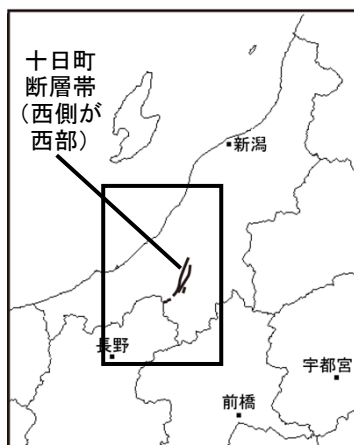 十日町
断層帯
（西側が
西部）
新潟
長野
前橋
宇都宮